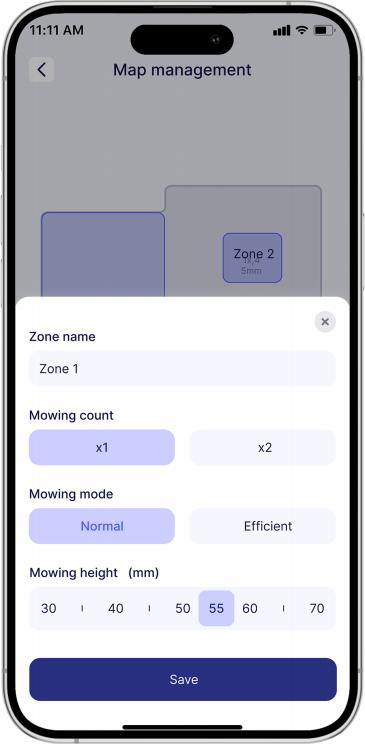 11:11 AM
Map management
Zone 2
5mm
Zone name
Zone 1
Mowing count
x1 x2
Mowing mode
Normal Efficient
Mowing height (mm)
30 40 50 55 60 70
Save